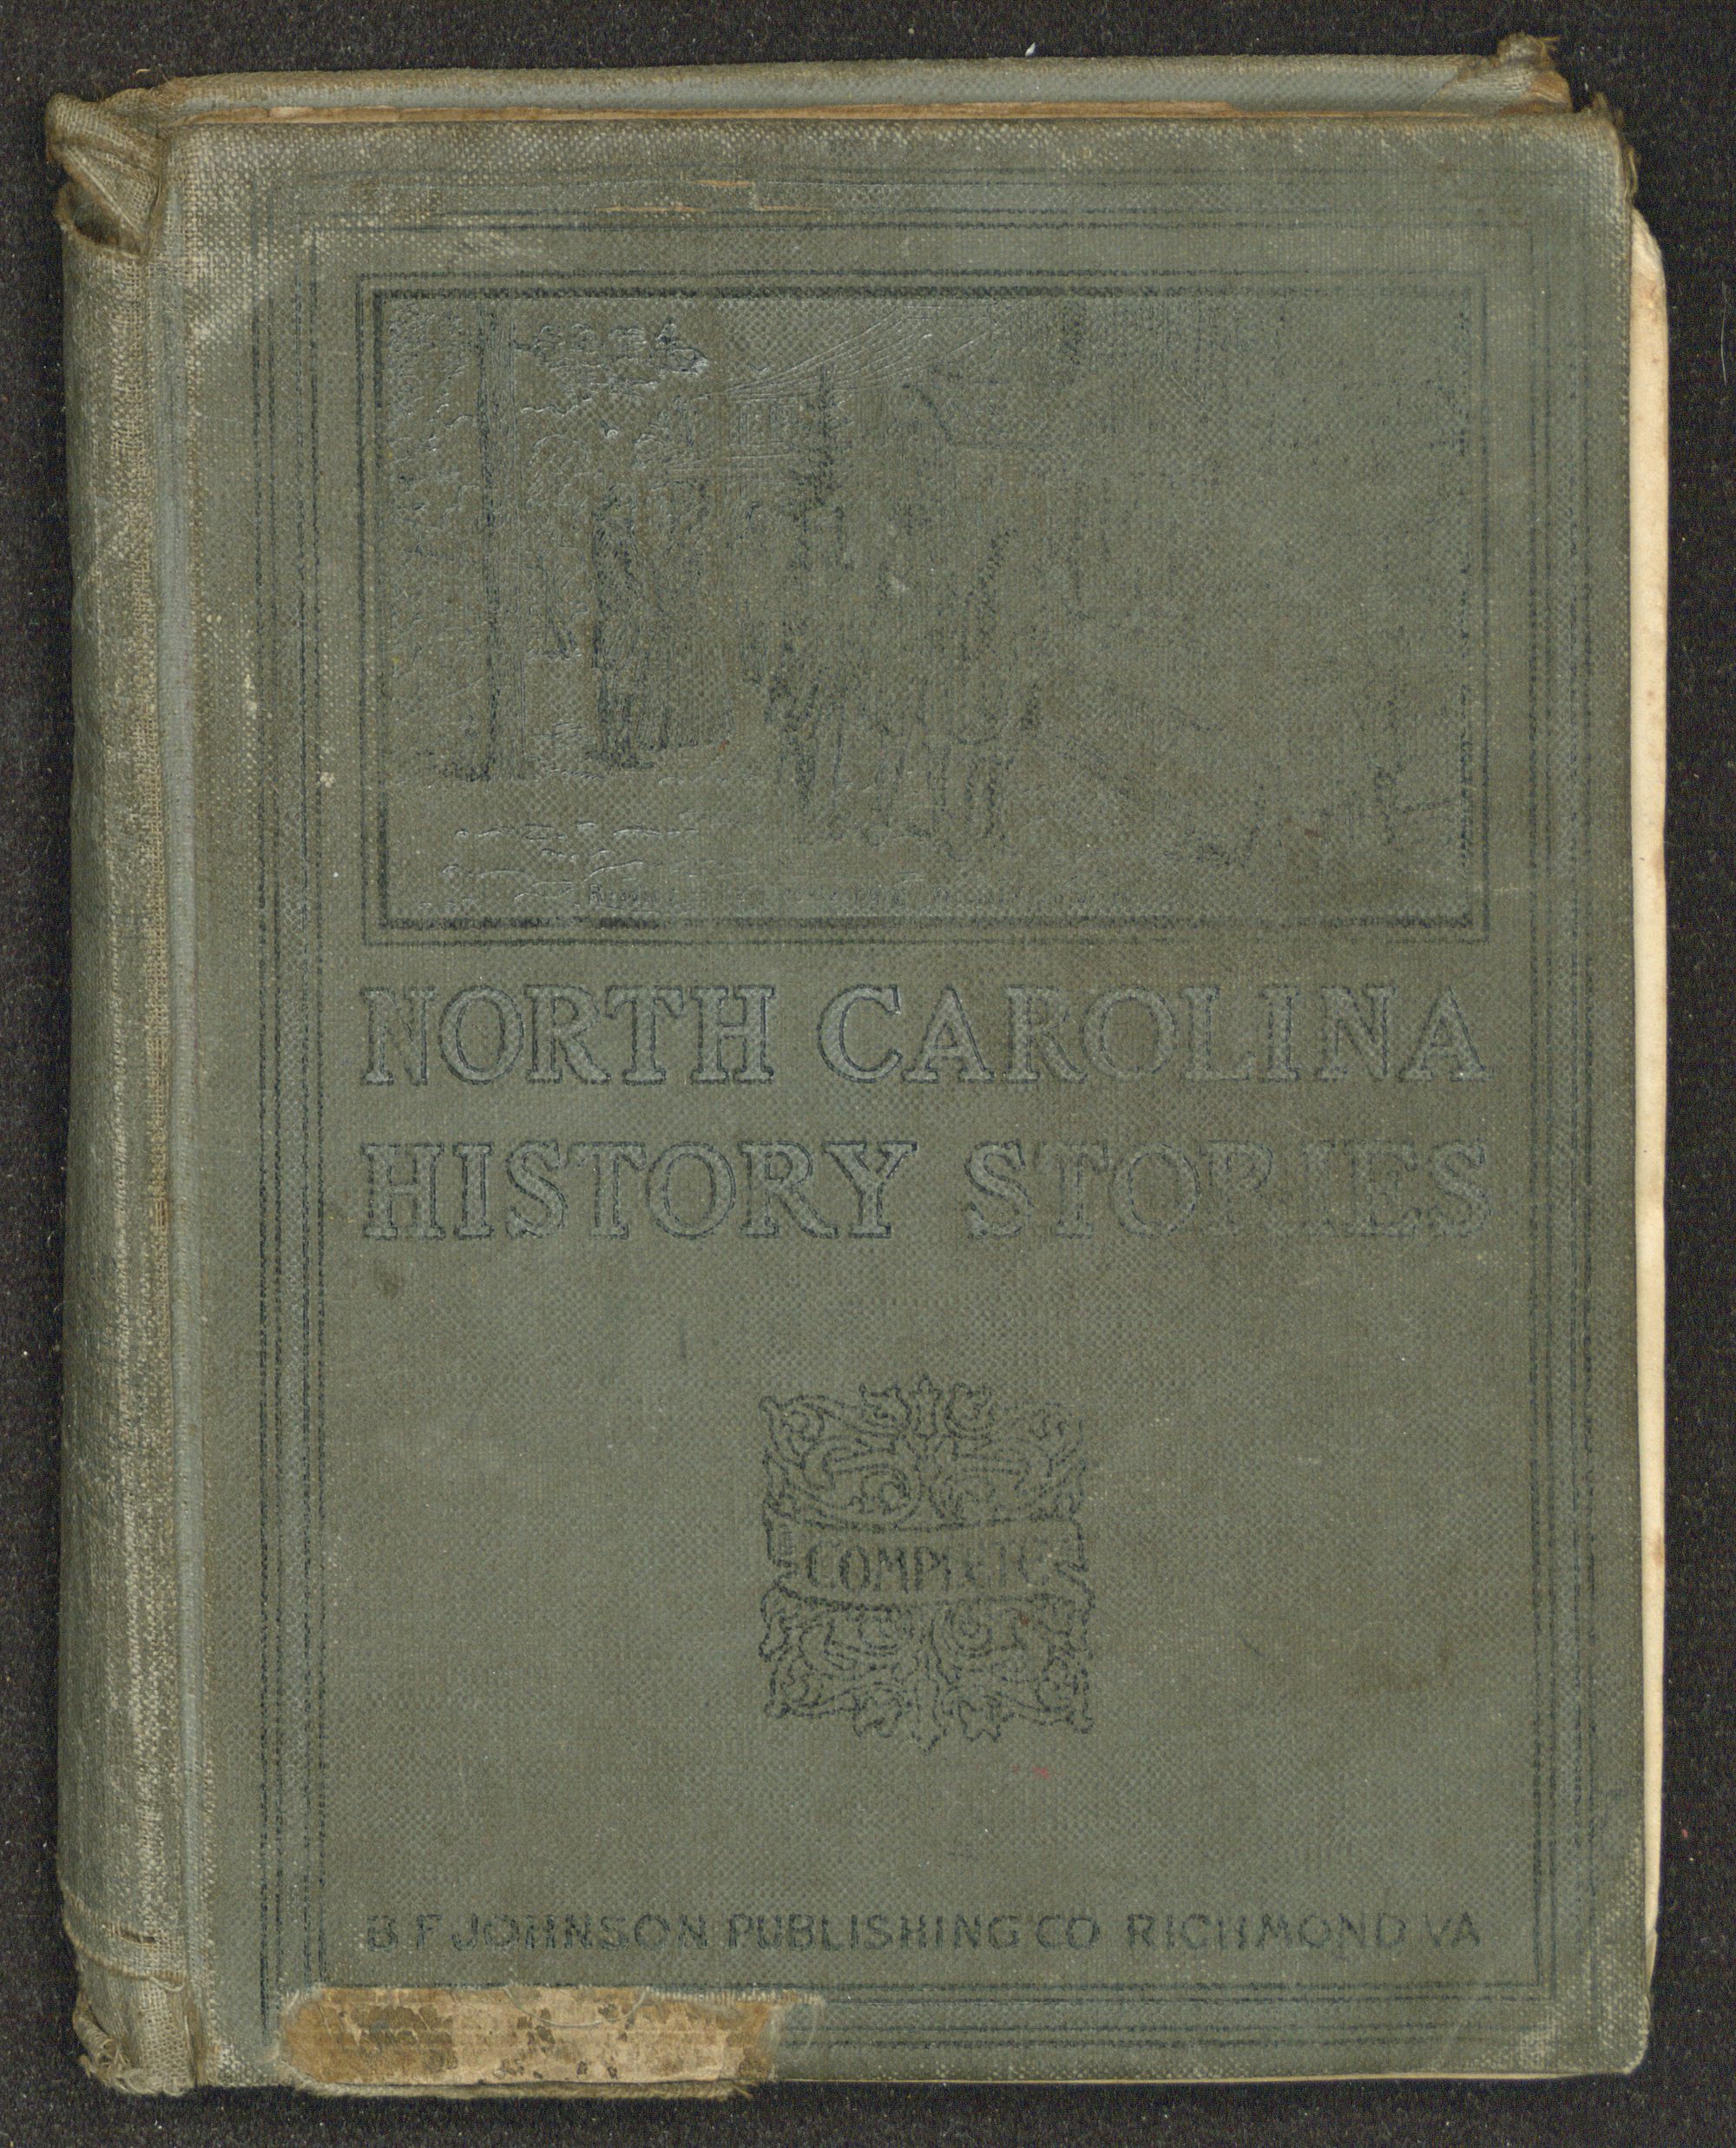 NORTH CAROLINA
HISTORY STORIES
COMPLETE
B F JOHNSON PUBLISHING CO RICHMOND VA